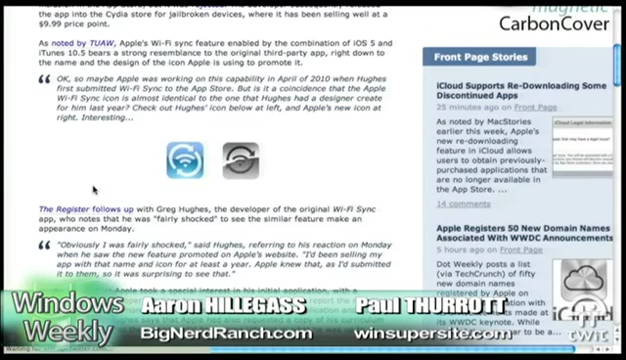 magnetic
CarbonCover
the app into the Cydia store for jailbroken devices, where it has been selling well at a
$9.99 price point.
As noted by TUAW, Apple's Wi-Fi sync feature enabled by the combination of iOS 5 and
iTunes 10.5 bears a strong resemblance to the original third-party app, right down to
the name and the design of the icon Apple is using to promote it.
OK, so maybe Apple was working on this capability in April of 2010 when Hughes
first submitted Wi-Fi Sync to the App Store. But is it a coincidence that the Apple
Wi-Fi Sync icon is almost identical to the one that Hughes had a designer create
for him last year? Check out Hughes' icon below at left, and Apple's new icon at
right. Interesting...
The Register follows up with Greg Hughes, the developer of the original Wi-Fi Sync
app, who notes that he was "fairly shocked" to see the similar feature make an
appearance on Monday.
"Obviously I was fairly shocked," said Hughes, referring to his reaction on Monday
when he saw the new feature promoted on Apple's website. "I'd been selling my
app with that name and icon for at least a year. Apple knew that, as I'd submitted
it to them, so it was surprising to see that."
Apple took a special interest in his initial application, with a
Front Page Stories
iCloud Supports Re-Downloading Some
Discontinued Apps
25 minutes ago on Front Page
As noted by MacStories
earlier this week, Apple's
new re-downloading
feature in iCloud allows
users to obtain previously-
purchased applications
that are no longer available
in the App Store. ...
14 comments
Apple Registers 50 New Domain Names
Associated With WWDC Announcements
5 hours ago on Front Page
Dot Weekly posts a list
(via TechCrunch) of fifty
new domain names
registered by Apple on
made at its
WWDC keynote. While
Windows
Weekly
Aaron HILLEGASS
BigNerdRanch.com
Paul THURROTT
winsupersite.com
TWiT